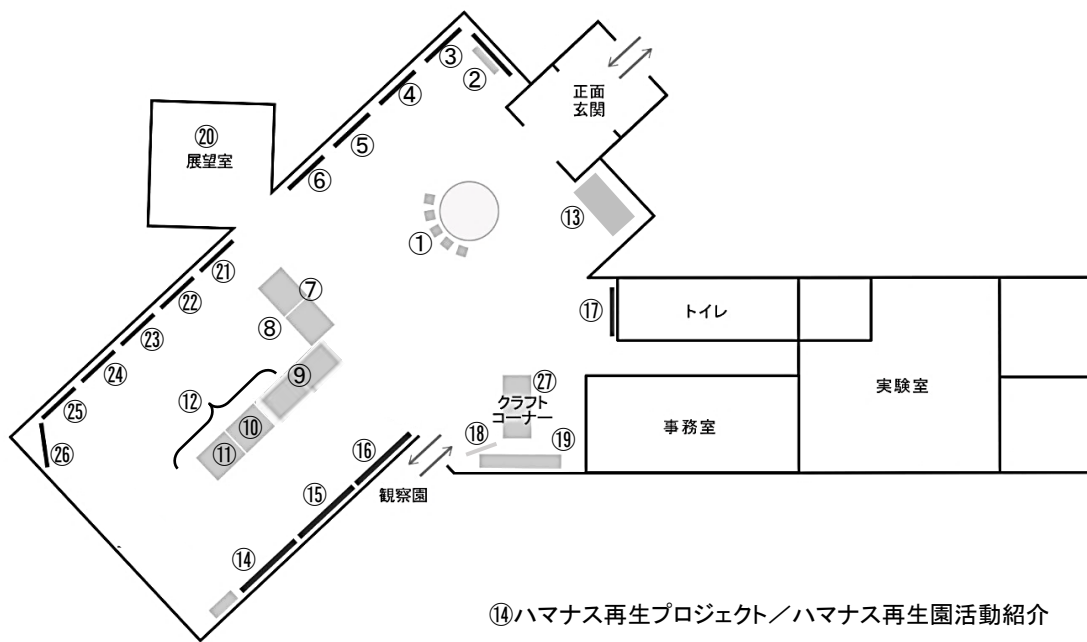 ③
②
④
正面
玄関
⑤
⑳
展望室
⑥
⑬
①
㉑
⑦
㉒
⑰
トイレ
⑧
㉓
㉔
⑨
㉗
実験室
⑫
クラフト
コーナー
㉕
⑩
事務室
⑱
⑲
㉖
⑪
⑯
観察園
⑮
⑭
⑭ハマナス再生プロジェクト／ハマナス再生園活動紹介